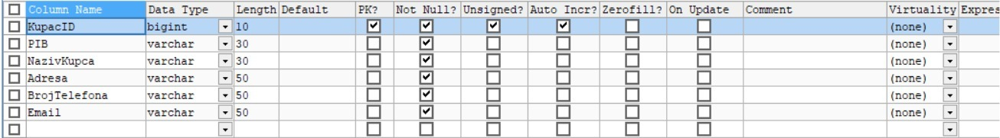 Column Name Data Type Length Default PK? Not Null? Unsigned? Auto Incr? Zerofill? On Update Comment Virtuality Expres
KupacID bigint 10 (none)
PIB varchar 30 (none)
NazivKupca varchar 30 (none)
Adresa varchar 50 (none)
BrojTelefona varchar 50 (none)
Email varchar 50 (none)